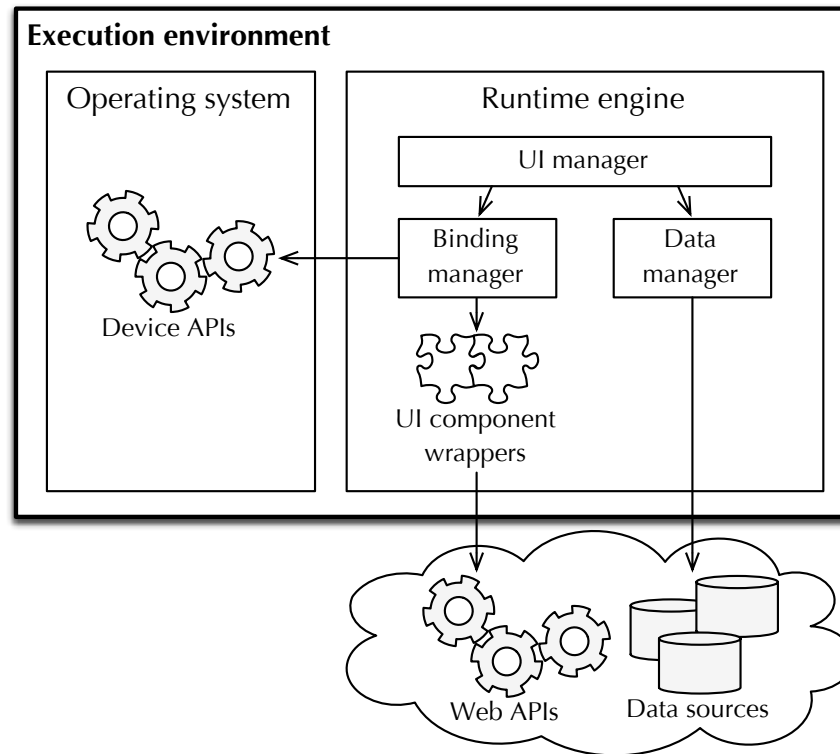 Execution environment
Operating system
Runtime engine
UI manager
Binding
manager
Data
manager
Device APIs
UI component
wrappers
Web APIs
Data sources